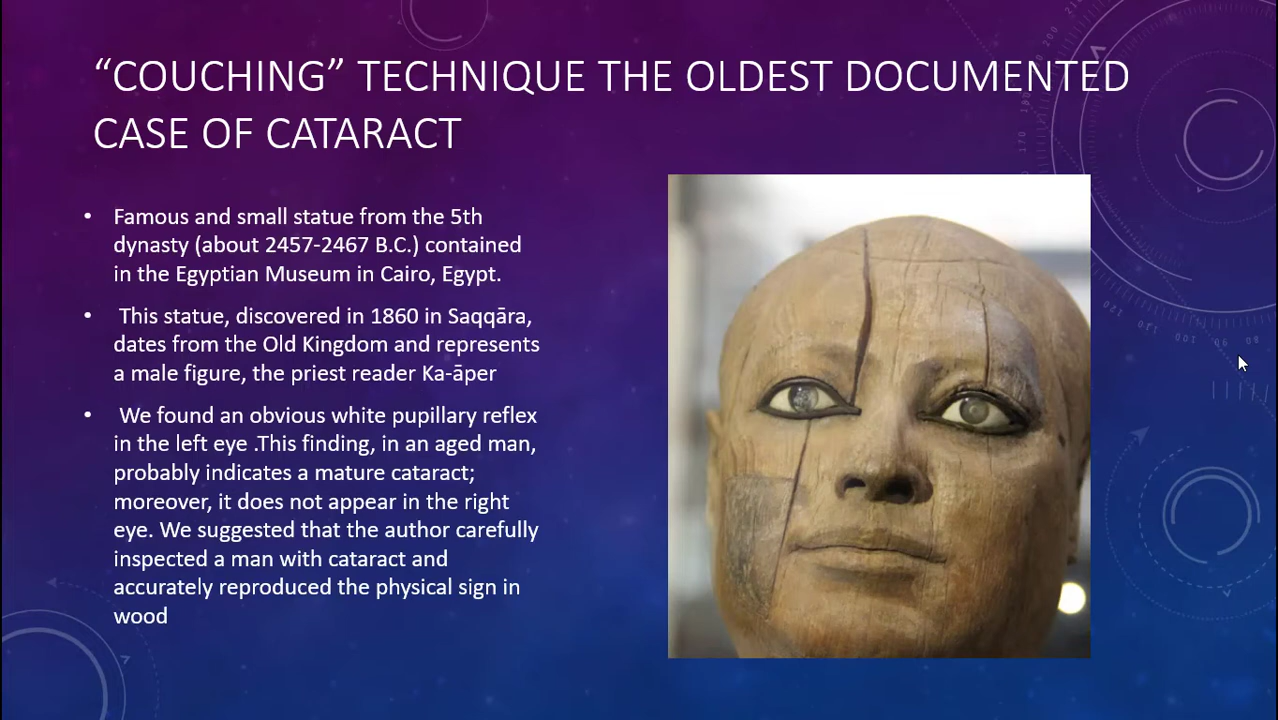 “COUCHING” TECHNIQUE THE OLDEST DOCUMENTED
CASE OF CATARACT
• Famous and small statue from the 5th
dynasty (about 2457-2467 B.C.) contained
in the Egyptian Museum in Cairo, Egypt.
• This statue, discovered in 1860 in Saqqāra,
dates from the Old Kingdom and represents
a male figure, the priest reader Ka-āper
• We found an obvious white pupillary reflex
in the left eye .This finding, in an aged man,
probably indicates a mature cataract;
moreover, it does not appear in the right
eye. We suggested that the author carefully
inspected a man with cataract and
accurately reproduced the physical sign in
wood